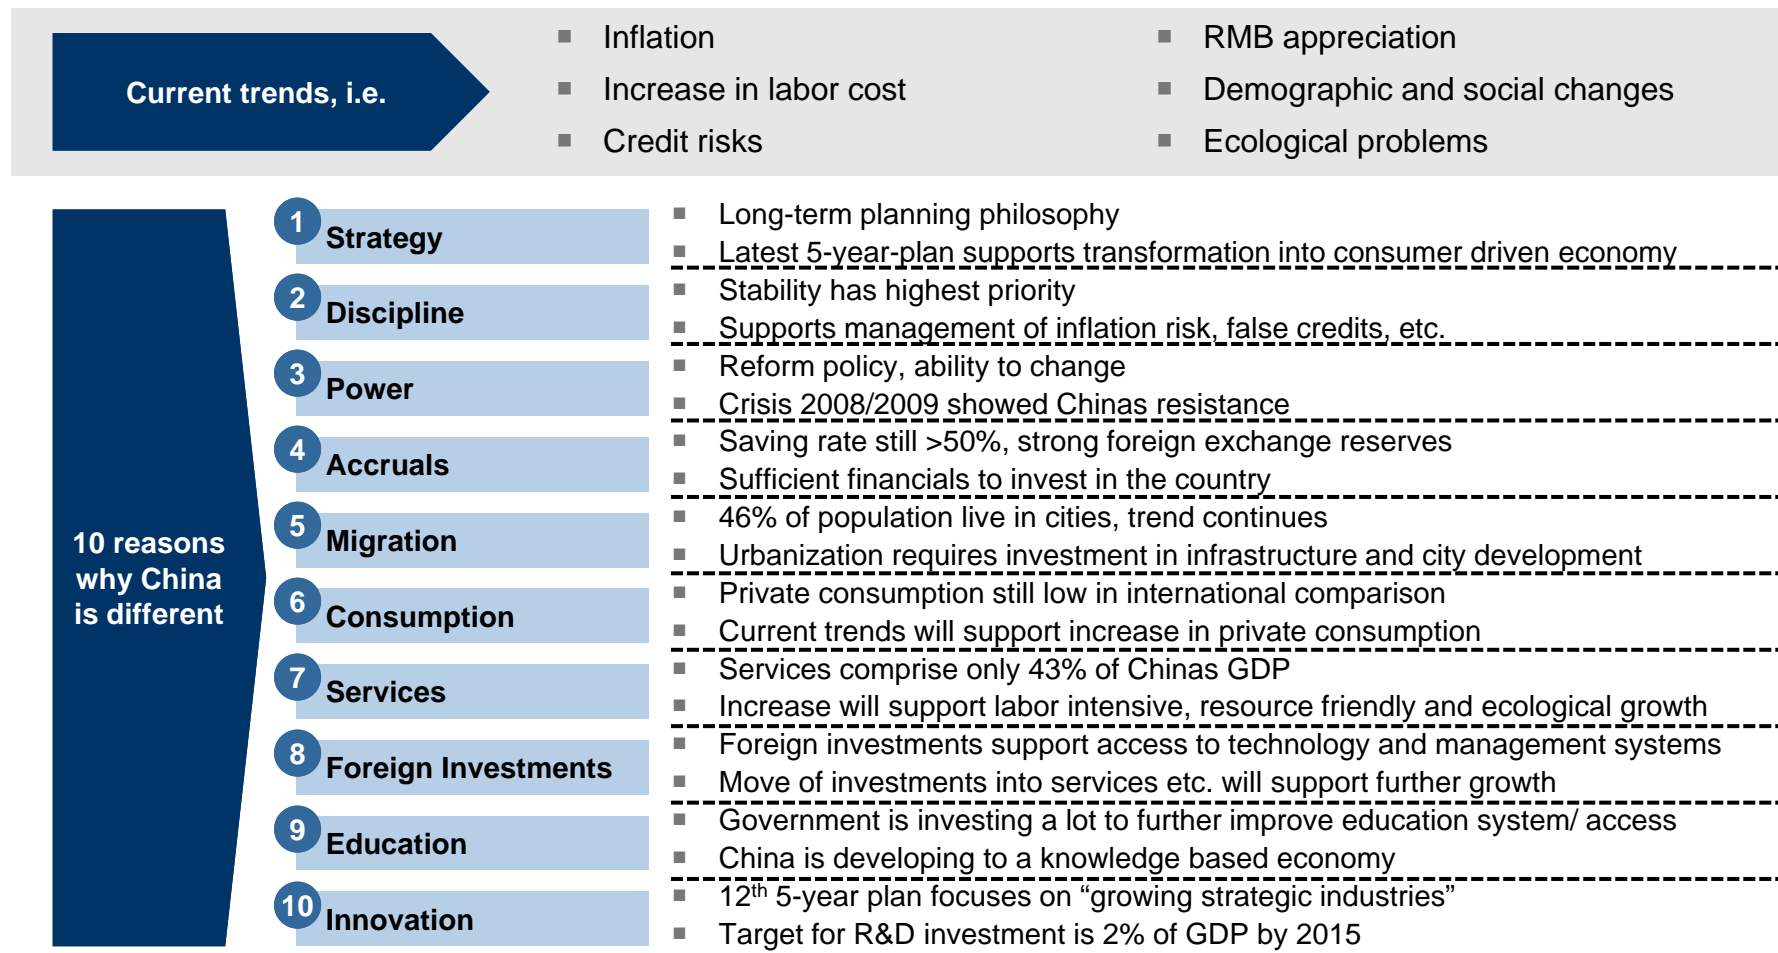 Current trends, i.e.
Inflation
Increase in labor cost
Credit risks
RMB appreciation
Demographic and social changes
Ecological problems
10 reasons
why China
is different
1
Strategy
Long-term planning philosophy
Latest 5-year-plan supports transformation into consumer driven economy
2
Discipline
Stability has highest priority
Supports management of inflation risk, false credits, etc.
3
Power
Reform policy, ability to change
Crisis 2008/2009 showed Chinas resistance
4
Accruals
Saving rate still >50%, strong foreign exchange reserves
Sufficient financials to invest in the country
5
Migration
46% of population live in cities, trend continues
Urbanization requires investment in infrastructure and city development
6
Consumption
Private consumption still low in international comparison
Current trends will support increase in private consumption
7
Services
Services comprise only 43% of Chinas GDP
Increase will support labor intensive, resource friendly and ecological growth
8
Foreign Investments
Foreign investments support access to technology and management systems
Move of investments into services etc. will support further growth
9
Education
Government is investing a lot to further improve education system/ access
China is developing to a knowledge based economy
10
Innovation
12th 5-year plan focuses on “growing strategic industries”
Target for R&D investment is 2% of GDP by 2015